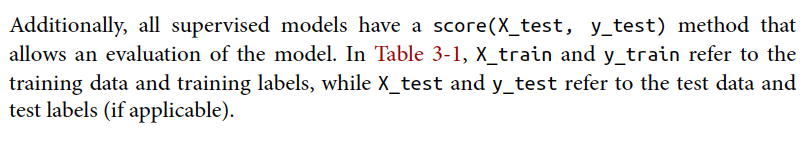 Additionally, all supervised models have a score(X_test, y_test) method that
allows an evaluation of the model. In Table 3-1, X_train and y_train refer to the
training data and training labels, while X_test and y_test refer to the test data and
test labels (if applicable).